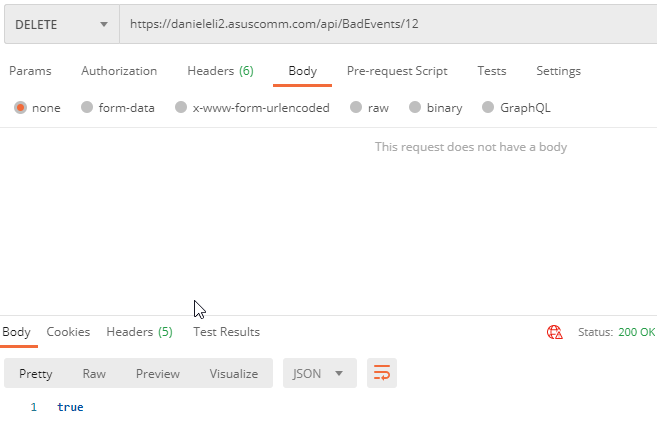 DELETE https://danieleli2.asuscomm.com/api/BadEvents/12
Params Authorization Headers (6) Body Pre-request Script Tests Settings
none form-data x-www-form-urlencoded raw binary GraphQL
This request does not have a body
Body Cookies Headers (5) Test Results Status: 200 OK
Pretty Raw Preview Visualize JSON
1 true